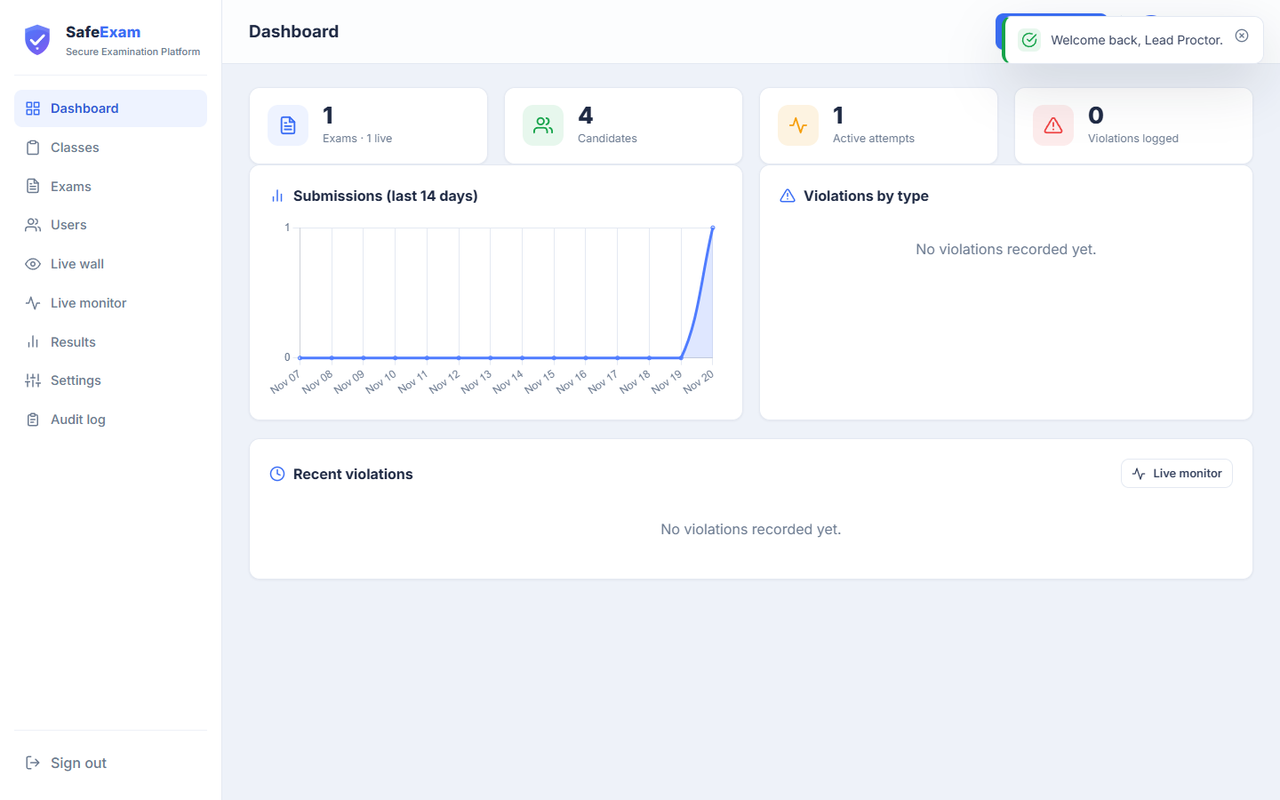 SafeExam
Secure Examination Platform
Dashboard
Classes
Exams
Users
Live wall
Live monitor
Results
Settings
Audit log
Sign out
Dashboard
Welcome back, Lead Proctor.
1
Exams · 1 live
4
Candidates
1
Active attempts
0
Violations logged
Submissions (last 14 days)
1
0
Nov 07 Nov 08 Nov 09 Nov 10 Nov 11 Nov 12 Nov 13 Nov 14 Nov 15 Nov 16 Nov 17 Nov 18 Nov 19 Nov 20
Violations by type
No violations recorded yet.
Recent violations
Live monitor
No violations recorded yet.